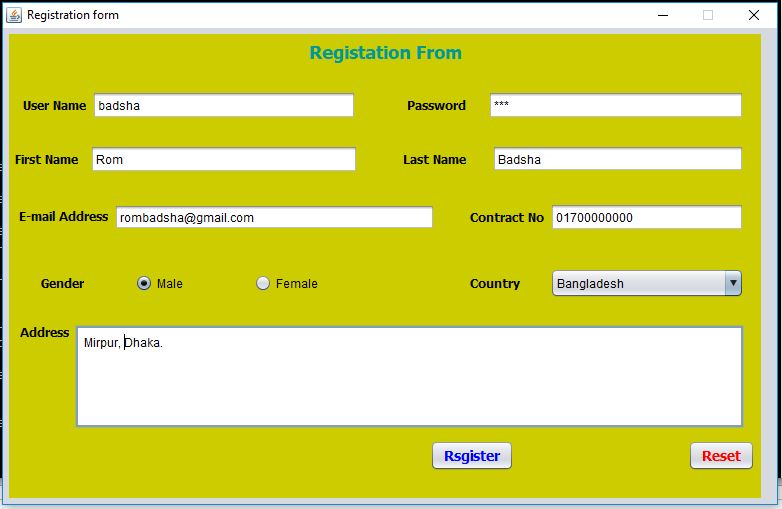 Registration form
Registation From
User Name badsha Password ***
First Name Rom Last Name Badsha
E-mail Address rombadsha@gmail.com Contract No 01700000000
Gender Male Female Country Bangladesh
Address Mirpur, Dhaka.
Rsgister Reset